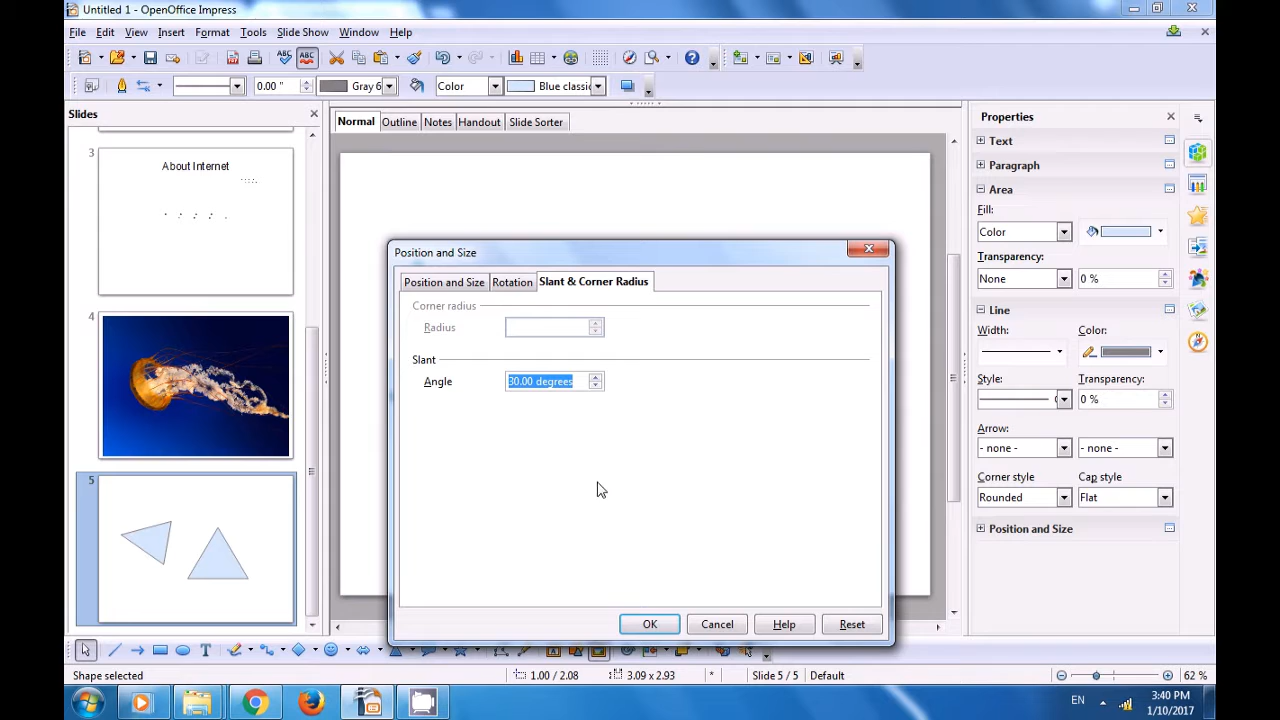 Untitled 1 - OpenOffice Impress
File Edit View Insert Format Tools Slide Show Window Help
0.00 " Gray 6 Color Blue classic
Slides
Normal Outline Notes Handout Slide Sorter
3
About Internet
4
5
Position and Size
Position and Size Rotation Slant & Corner Radius
Corner radius
Radius
Slant
Angle 30.00 degrees
OK Cancel Help Reset
Properties
Text
Paragraph
Area
Fill:
Color
Transparency:
None 0 %
Line
Width: Color:
Style: Transparency:
0 %
Arrow:
- none - - none -
Corner style Cap style
Rounded Flat
Position and Size
Shape selected 1.00 / 2.08 3.09 x 2.93 * Slide 5 / 5 Default 62 %
EN 3:40 PM
1/10/2017